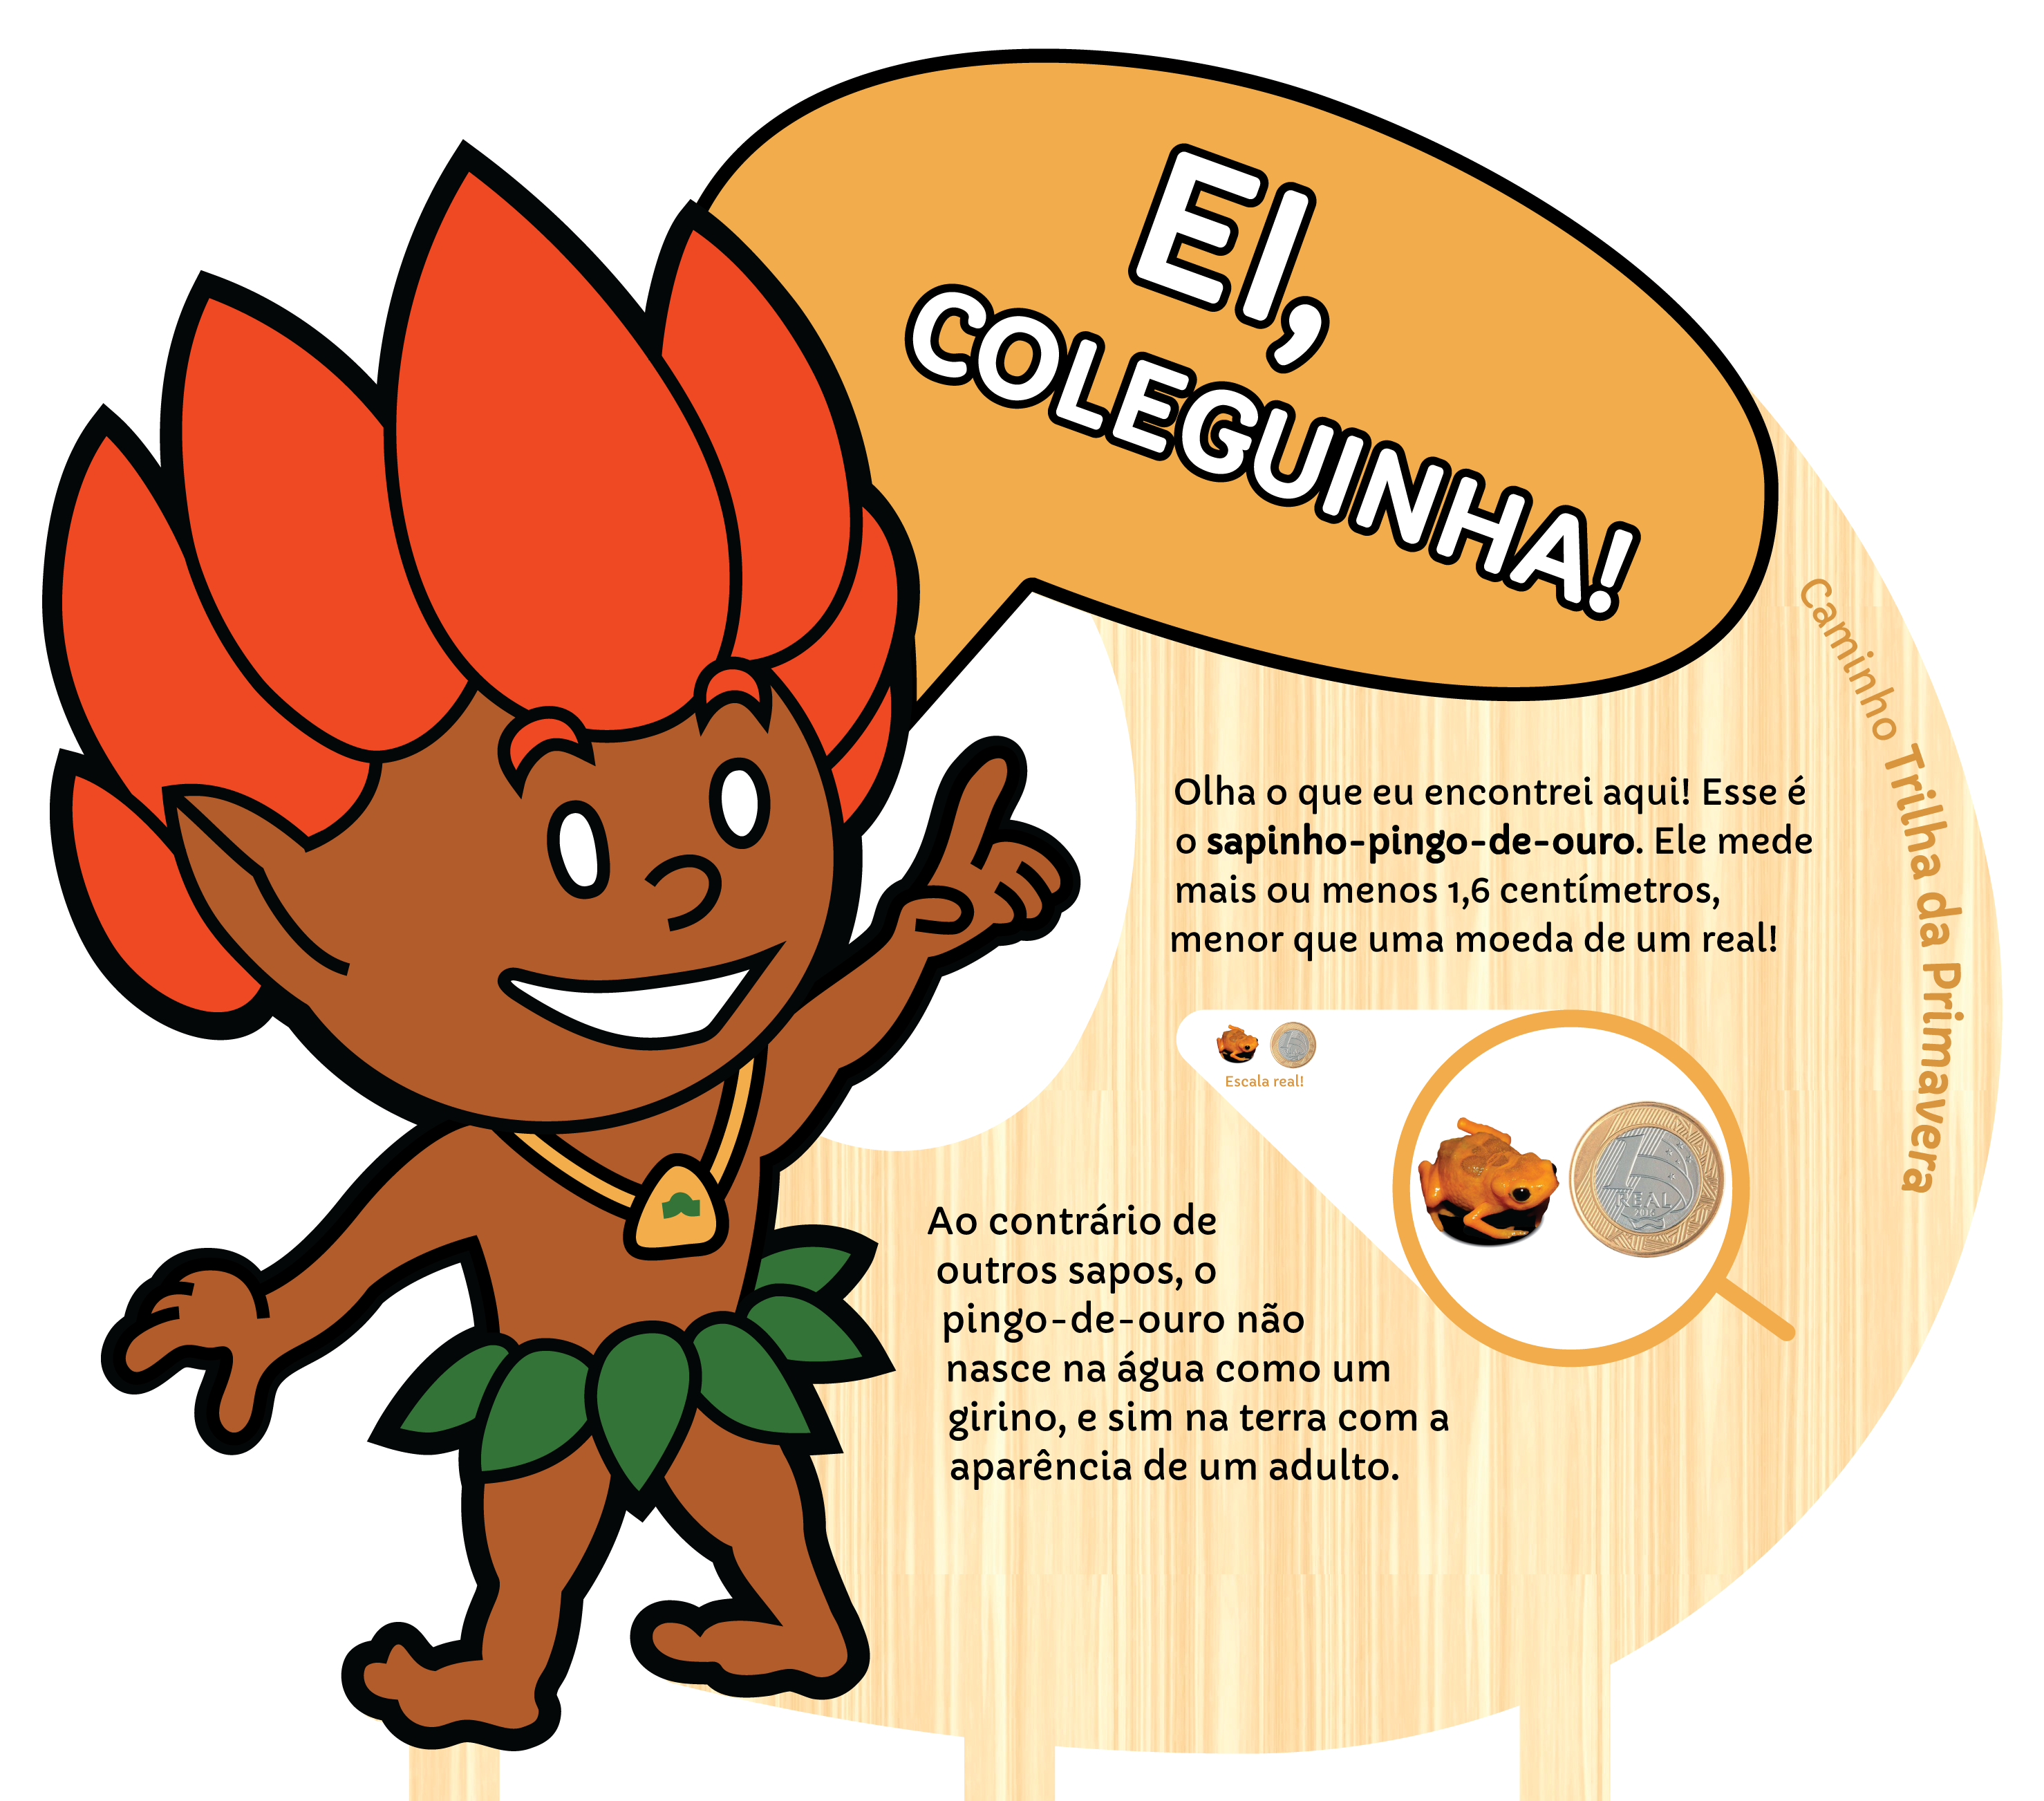 EI,
COLEGUINHA!
Caminho Trilha da Primavera
Olha o que eu encontrei aqui! Esse é
o sapinho-pingo-de-ouro. Ele mede
mais ou menos 1,6 centímetros,
menor que uma moeda de um real!
Escala real!
1
REAL
Ao contrário de
outros sapos, o
pingo-de-ouro não
nasce na água como um
girino, e sim na terra com a
aparência de um adulto.